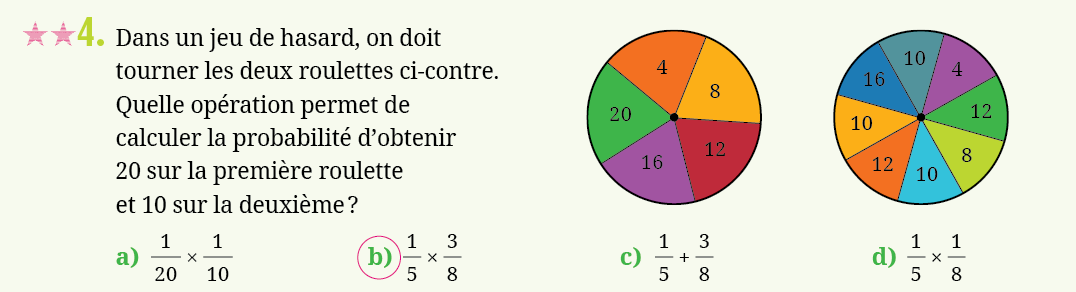 4. Dans un jeu de hasard, on doit
tourner les deux roulettes ci-contre.
Quelle opération permet de
calculer la probabilité d’obtenir
20 sur la première roulette
et 10 sur la deuxième ?
4
8
12
16
20
10
4
12
8
10
12
10
16
a) 1/20 × 1/10
b) 1/5 × 3/8
c) 1/5 + 3/8
d) 1/5 × 1/8